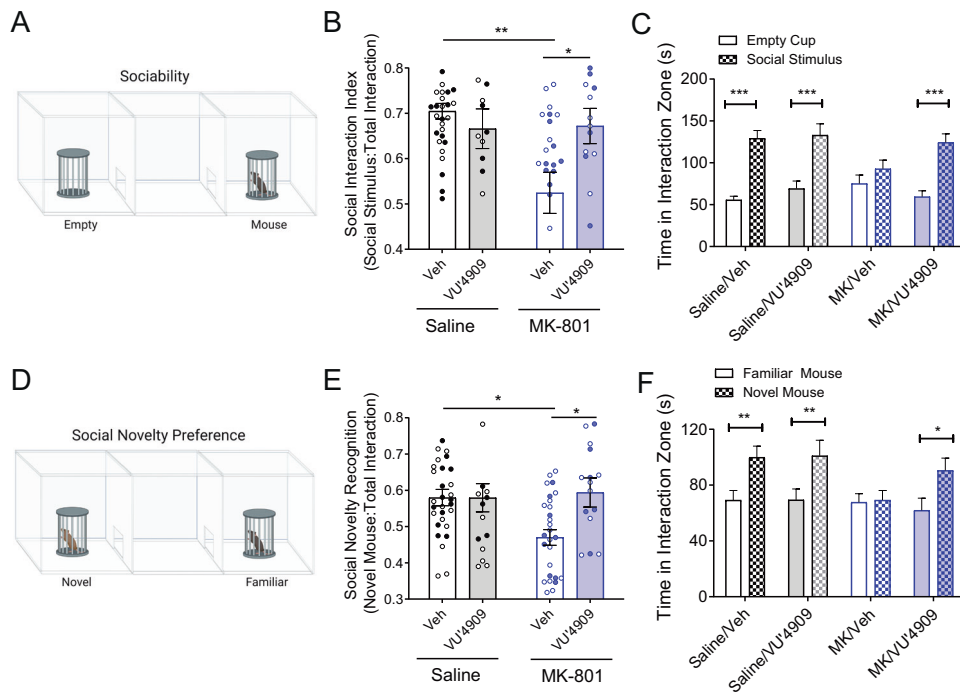 A
Sociability
Empty
Mouse
B
Social Interaction Index
(Social Stimulus:Total Interaction)
0.8
0.7
0.6
0.5
0.4
**
*
Veh
VU'4909
Veh
VU'4909
Saline
MK-801
C
Empty Cup
Social Stimulus
Time in Interaction Zone (s)
200
150
100
50
0
***
***
***
Saline/Veh
Saline/VU'4909
MK/Veh
MK/VU'4909
D
Social Novelty Preference
Novel
Familiar
E
Social Novelty Recognition
(Novel Mouse:Total Interaction)
0.8
0.7
0.6
0.5
0.4
0.3
*
*
Veh
VU'4909
Veh
VU'4909
Saline
MK-801
F
Familiar Mouse
Novel Mouse
Time in Interaction Zone (s)
120
80
40
0
**
**
*
Saline/Veh
Saline/VU'4909
MK/Veh
MK/VU'4909